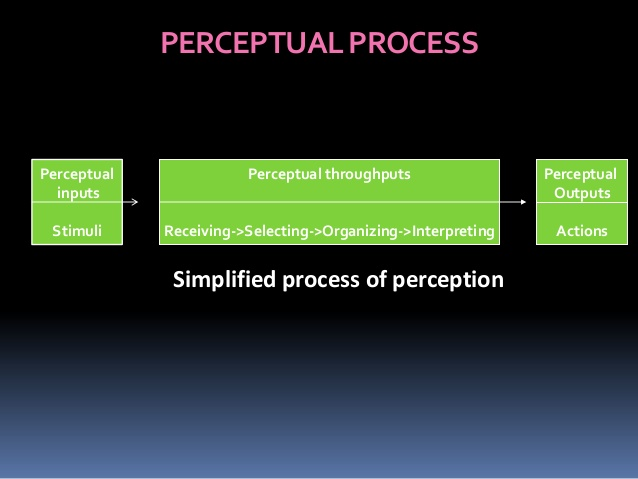 PERCEPTUAL PROCESS
Perceptual
inputs
Stimuli
Perceptual throughputs
Receiving->Selecting->Organizing->Interpreting
Perceptual
Outputs
Actions
Simplified process of perception